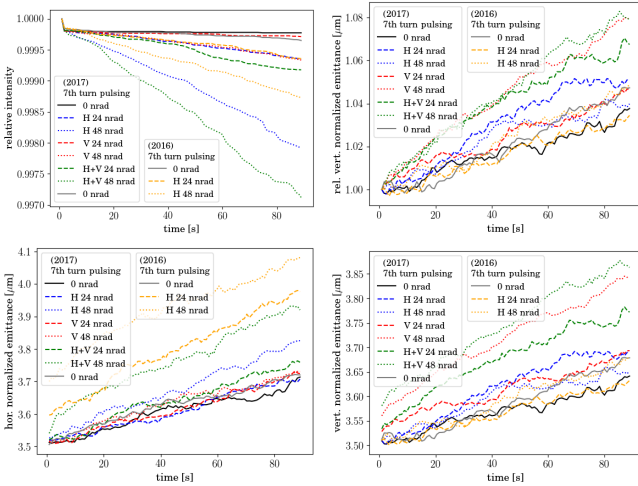 1.0000
0.9995
0.9990
0.9985
0.9980
0.9975
0.9970
relative intensity
(2017)
7th turn pulsing
0 nrad
H 24 nrad
H 48 nrad
V 24 nrad
V 48 nrad
H+V 24 nrad
H+V 48 nrad
0 nrad
(2016)
7th turn pulsing
H 24 nrad
H 48 nrad
0
20
40
60
80
time [s]
1.08
1.06
1.04
1.02
1.00
rel. vert. normalized emittance [μm]
(2017)
7th turn pulsing
0 nrad
H 24 nrad
H 48 nrad
V 24 nrad
V 48 nrad
H+V 24 nrad
H+V 48 nrad
0 nrad
(2016)
7th turn pulsing
H 24 nrad
H 48 nrad
0
20
40
60
80
time [s]
4.1
4.0
3.9
3.8
3.7
3.6
3.5
hor. normalized emittance [μm]
(2017)
7th turn pulsing
0 nrad
H 24 nrad
H 48 nrad
V 24 nrad
V 48 nrad
H+V 24 nrad
H+V 48 nrad
0 nrad
(2016)
7th turn pulsing
H 24 nrad
H 48 nrad
0
20
40
60
80
time [s]
3.85
3.80
3.75
3.70
3.65
3.60
3.55
3.50
vert. normalized emittance [μm]
(2017)
7th turn pulsing
0 nrad
H 24 nrad
H 48 nrad
V 24 nrad
V 48 nrad
H+V 24 nrad
H+V 48 nrad
0 nrad
(2016)
7th turn pulsing
H 24 nrad
H 48 nrad
0
20
40
60
80
time [s]